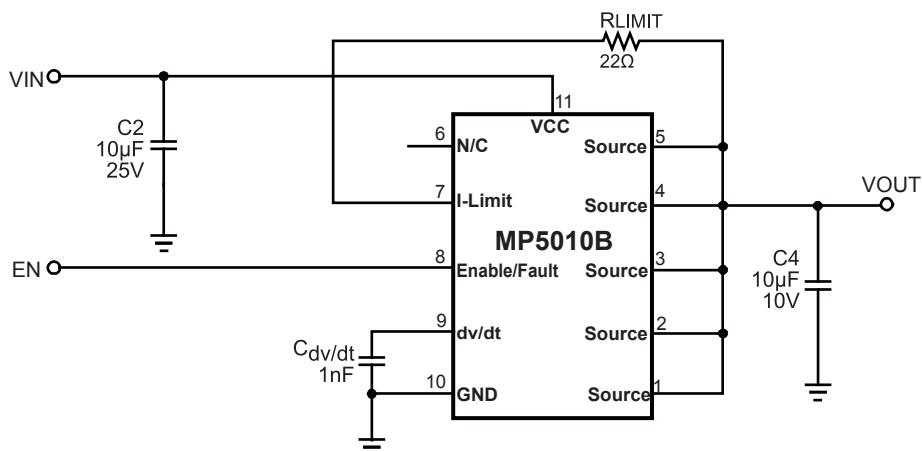 RLIMIT
22Ω
VIN
11
VCC
C2
10µF
25V
6
N/C
Source
5
7
I-Limit
Source
4
VOUT
MP5010B
EN
8
Enable/Fault
Source
3
C4
10µF
10V
9
dv/dt
Source
2
Cdv/dt
1nF
10
GND
Source
1